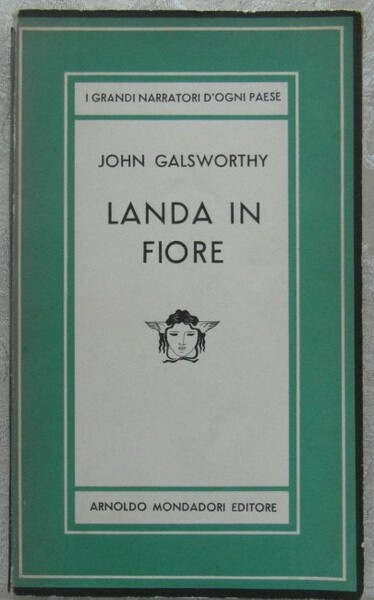 I GRANDI NARRATORI D'OGNI PAESE
JOHN GALSWORTHY
LANDA IN
FIORE
ARNOLDO MONDADORI EDITORE